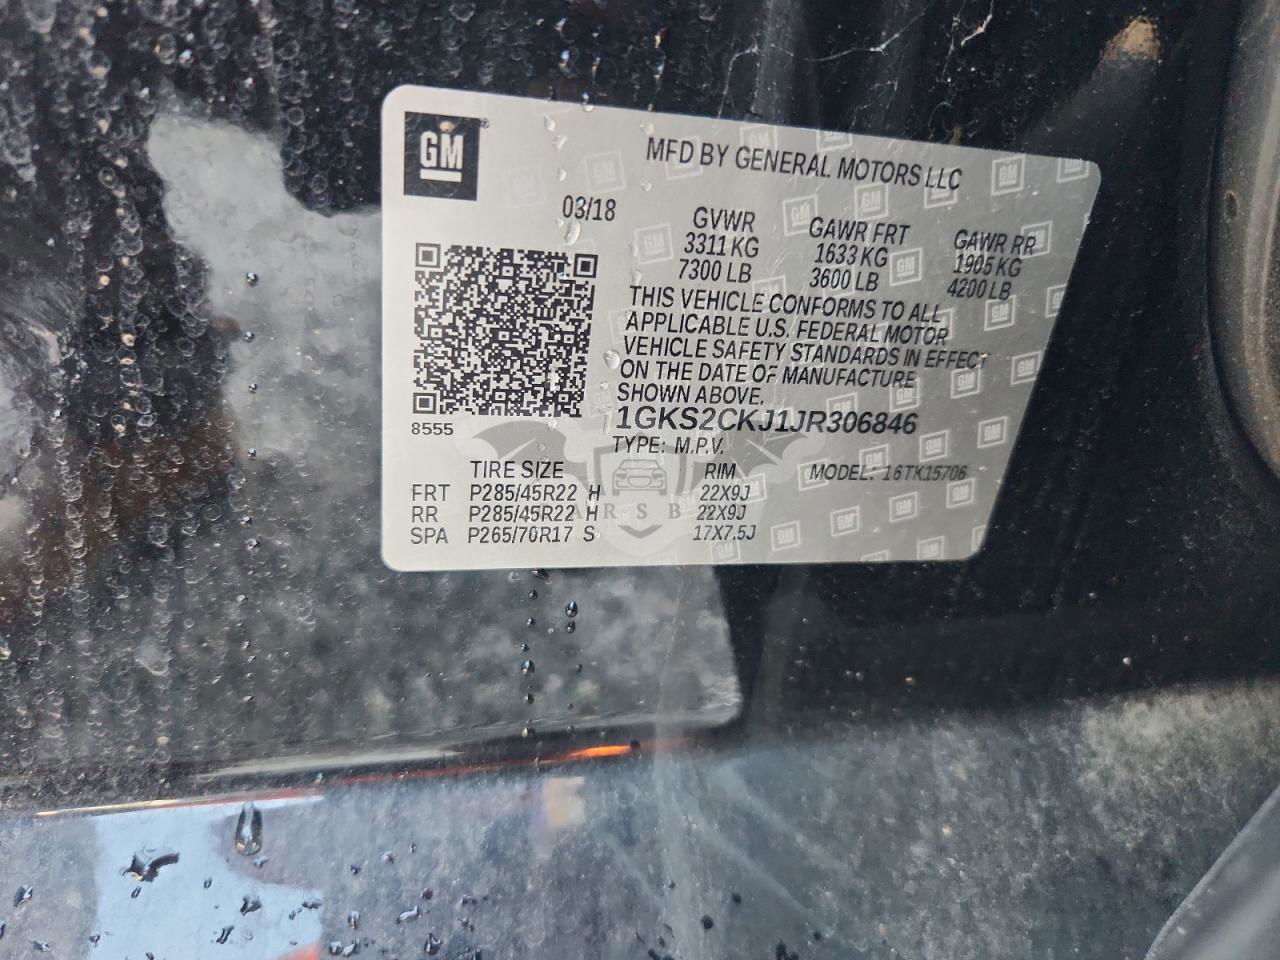 GM
MFD BY GENERAL MOTORS LLC
03/18
GVWR GAWR FRT GAWR RR
3311 KG 1633 KG 1905 KG
7300 LB 3600 LB 4200 LB
THIS VEHICLE CONFORMS TO ALL
APPLICABLE U.S. FEDERAL MOTOR
VEHICLE SAFETY STANDARDS IN EFFECT
ON THE DATE OF MANUFACTURE
SHOWN ABOVE.
1GKS2CKJ1JR306846
8555
TYPE: M.P.V.
TIRE SIZE RIM MODEL: 16TK15706
FRT P285/45R22 H 22X9J
RR P285/45R22 H 22X9J
ARSB
SPA P265/70R17 S 17X7.5J